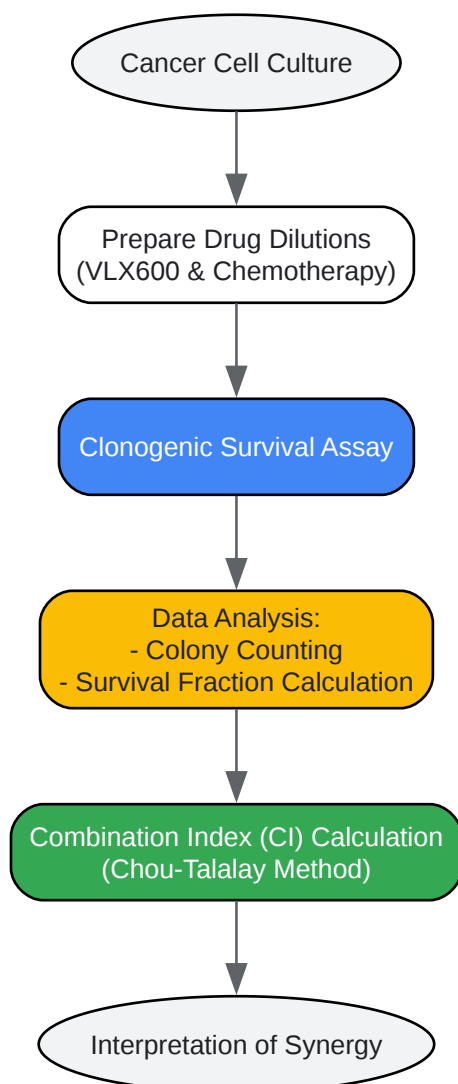 Cancer Cell Culture
Prepare Drug Dilutions
(VLX600 & Chemotherapy)
Clonogenic Survival Assay
Data Analysis:
- Colony Counting
- Survival Fraction Calculation
Combination Index (CI) Calculation
(Chou-Talalay Method)
Interpretation of Synergy